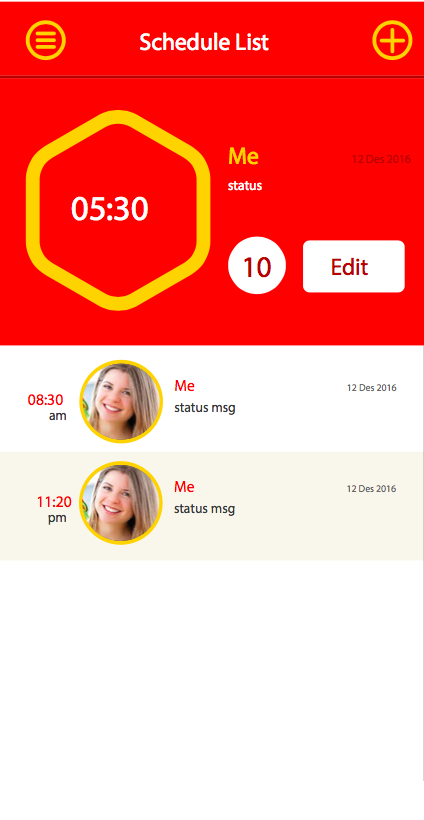 Schedule List
05:30
Me
12 Des 2016
status
10
Edit
08:30
am
Me
12 Des 2016
status msg
11:20
pm
Me
12 Des 2016
status msg